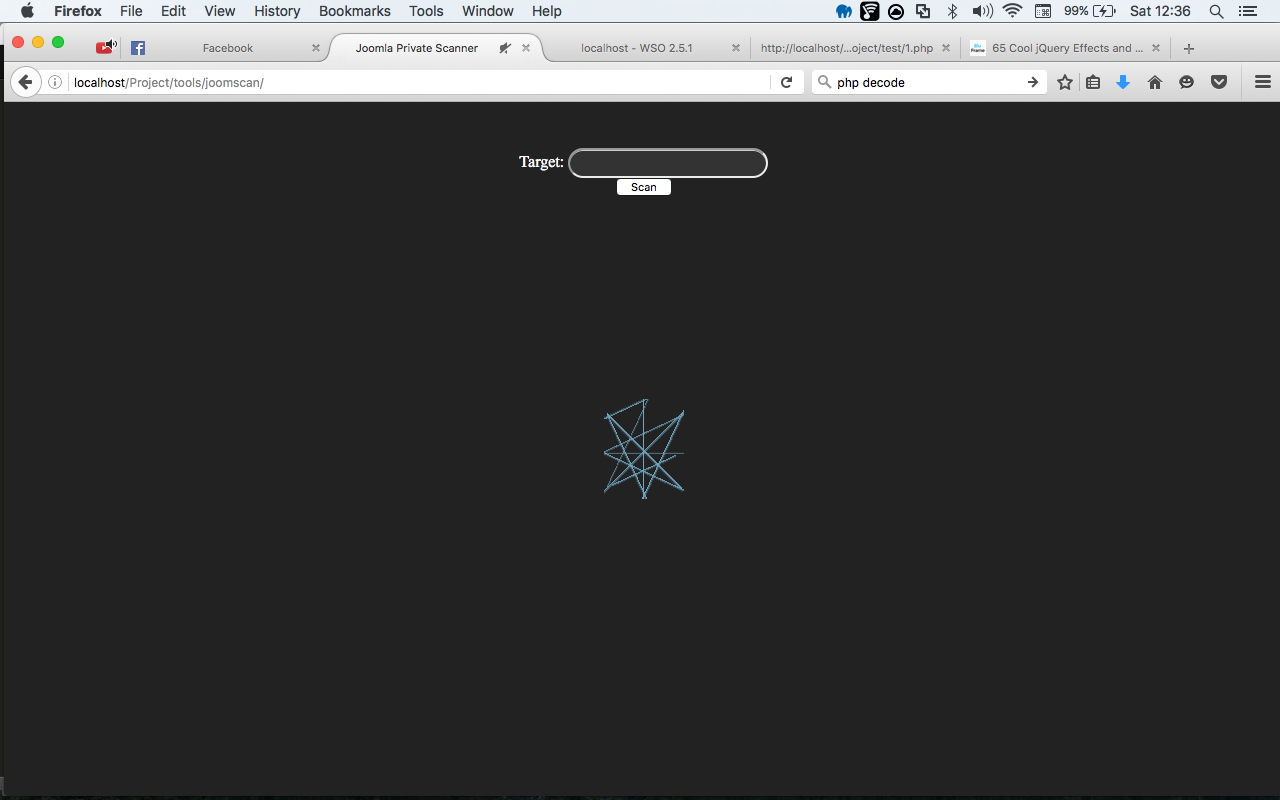 Firefox File Edit View History Bookmarks Tools Window Help 99% Sat 12:36
Facebook Joomla Private Scanner localhost - WSO 2.5.1 http://localhost/...oject/test/1.php 65 Cool jQuery Effects and ...
localhost/Project/tools/joomscan/ php decode
Target:
Scan